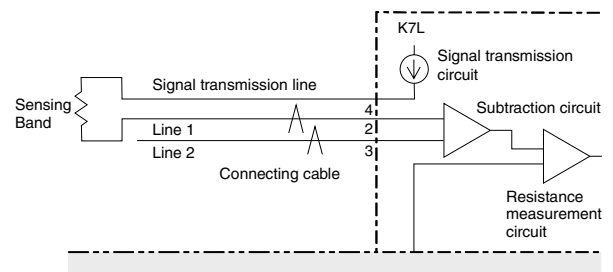 K7L
Signal transmission
circuit
Signal transmission line
Sensing
Band
4
Subtraction circuit
Line 1
2
Line 2
3
Connecting cable
Resistance
measurement
circuit